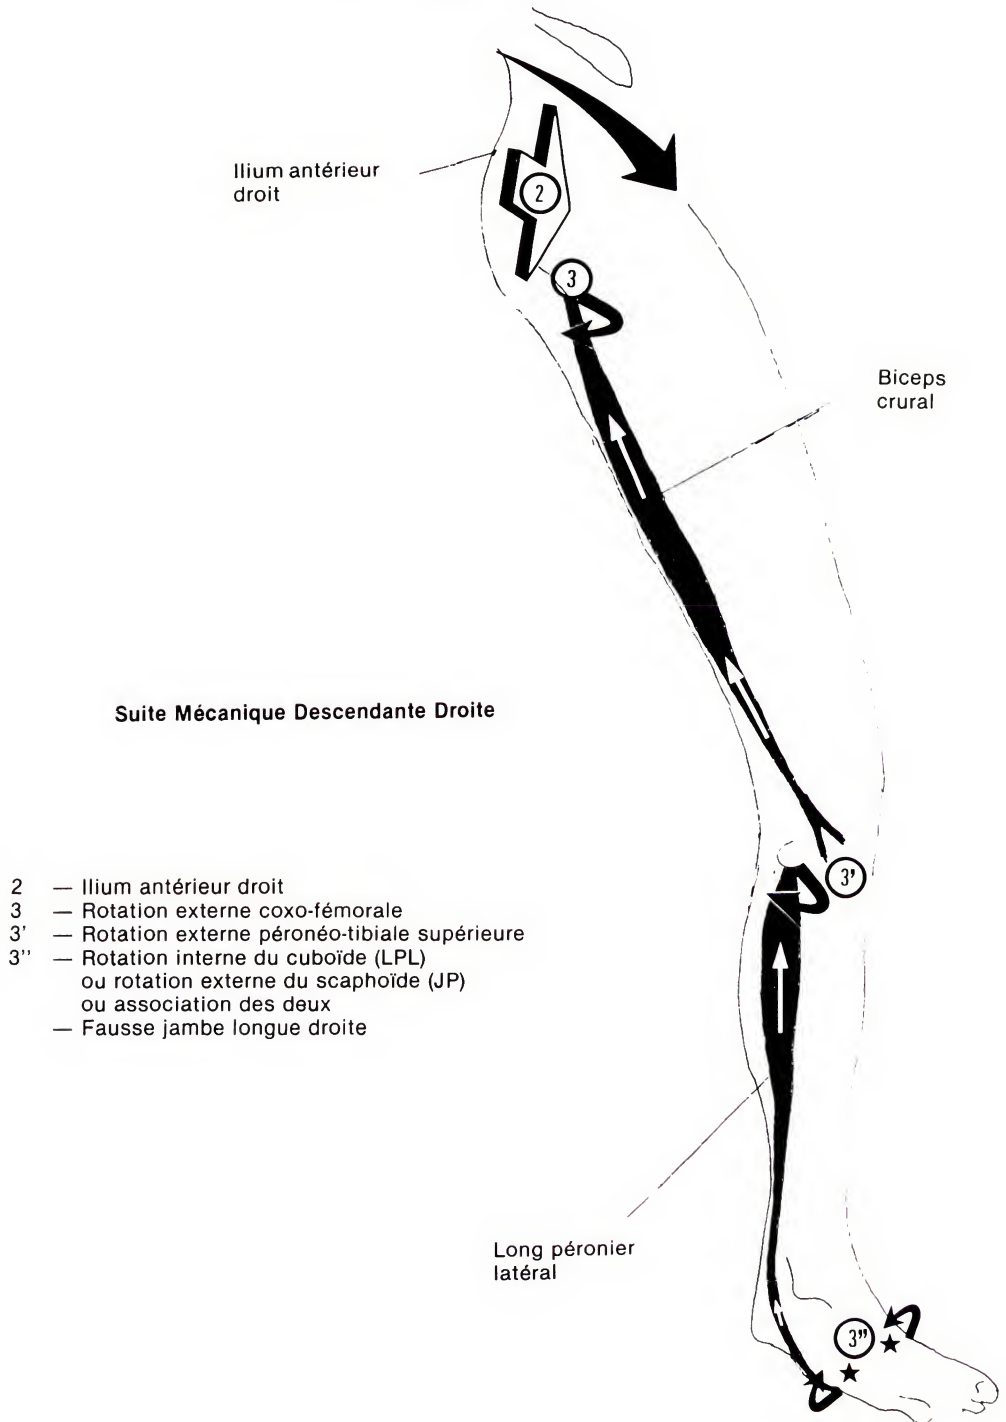 Ilium antérieur
droit
2
3
Biceps
crural
Suite Mécanique Descendante Droite
3'
2 — Ilium antérieur droit
3 — Rotation externe coxo-fémorale
3' — Rotation externe péronéo-tibiale supérieure
3'' — Rotation interne du cuboïde (LPL)
ou rotation externe du scaphoïde (JP)
ou association des deux
— Fausse jambe longue droite
Long péronier
latéral
3''